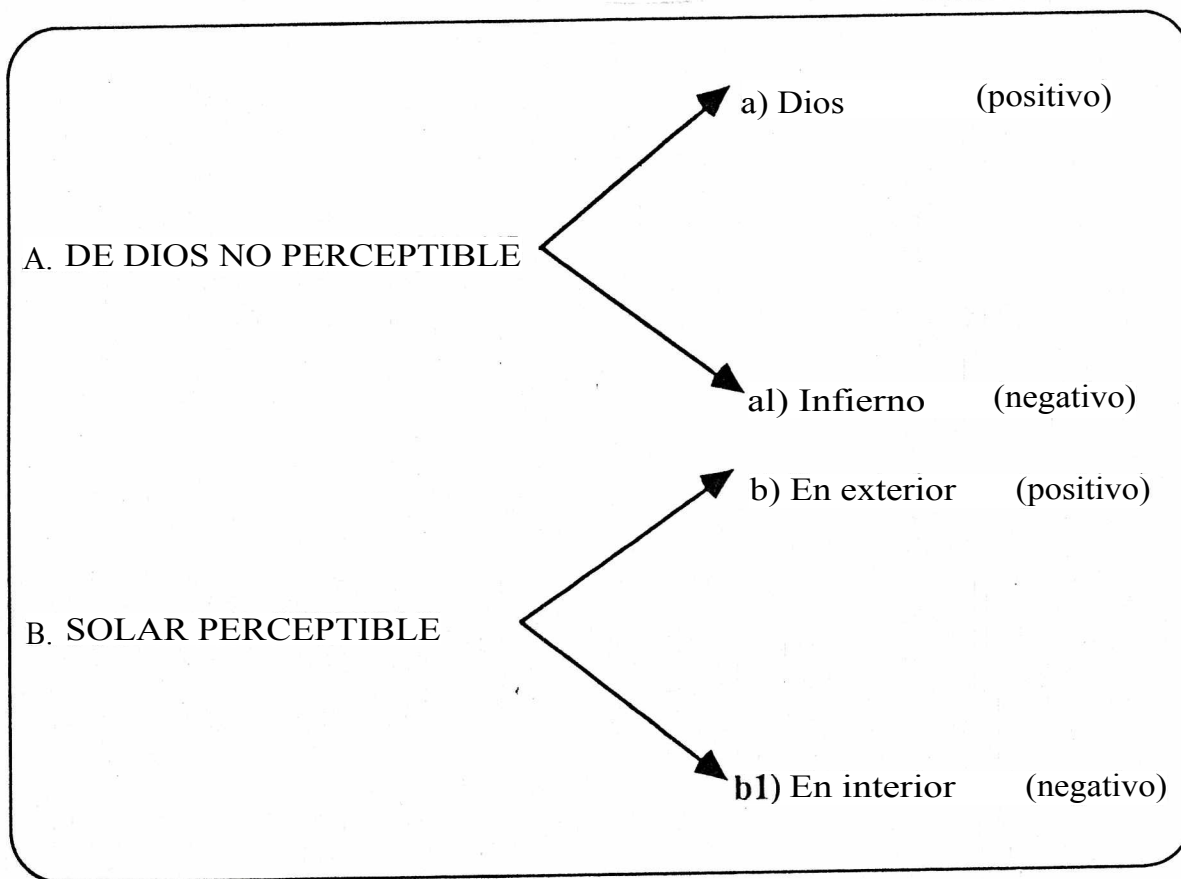 a) Dios (positivo)
A. DE DIOS NO PERCEPTIBLE
al) Infierno (negativo)
b) En exterior (positivo)
B. SOLAR PERCEPTIBLE
b1) En interior (negativo)